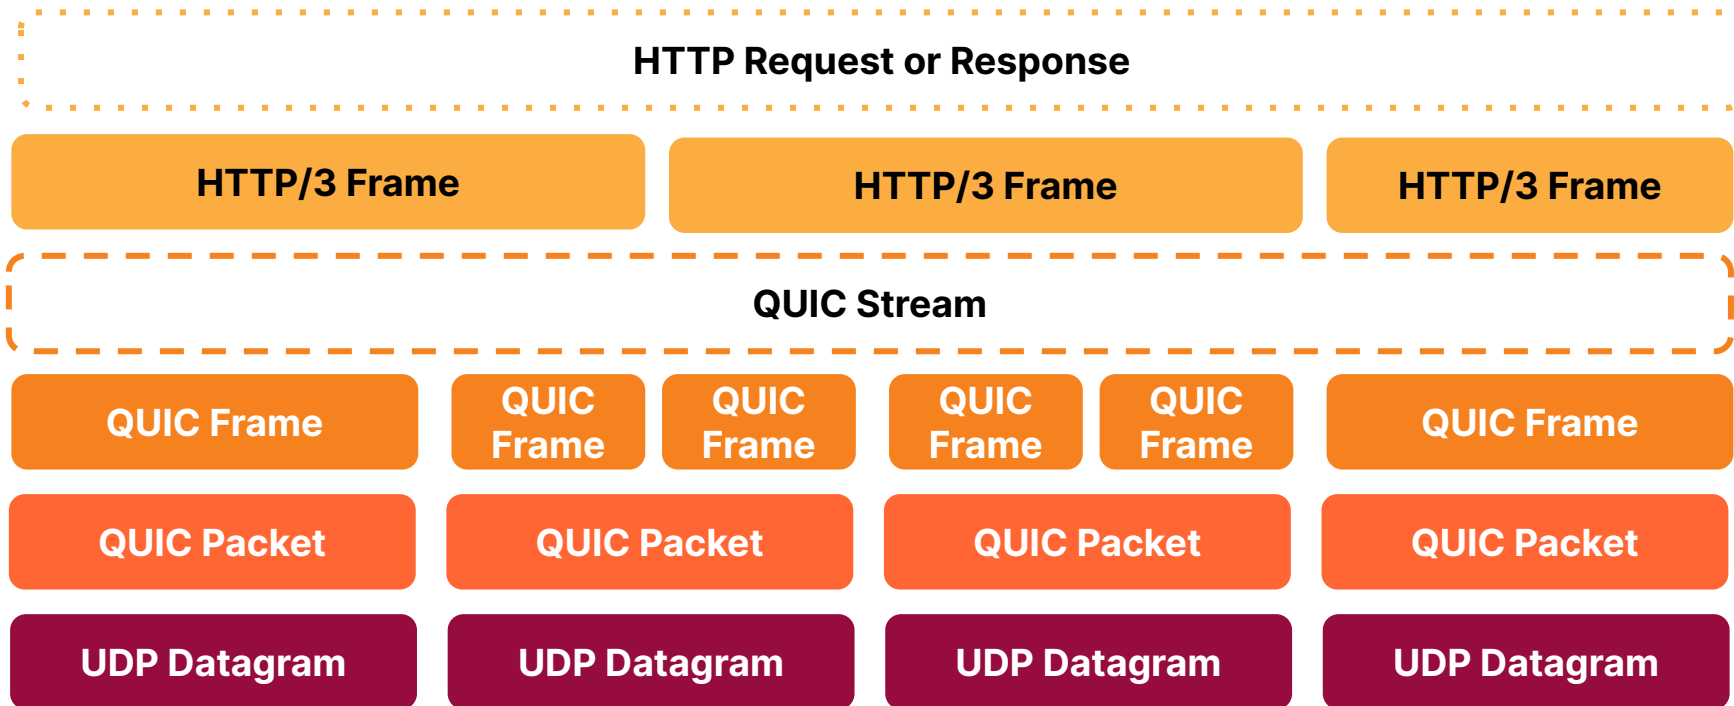 HTTP Request or Response
HTTP/3 Frame
HTTP/3 Frame
HTTP/3 Frame
QUIC Stream
QUIC Frame
QUIC
Frame
QUIC
Frame
QUIC
Frame
QUIC
Frame
QUIC Frame
QUIC Packet
QUIC Packet
QUIC Packet
QUIC Packet
UDP Datagram
UDP Datagram
UDP Datagram
UDP Datagram